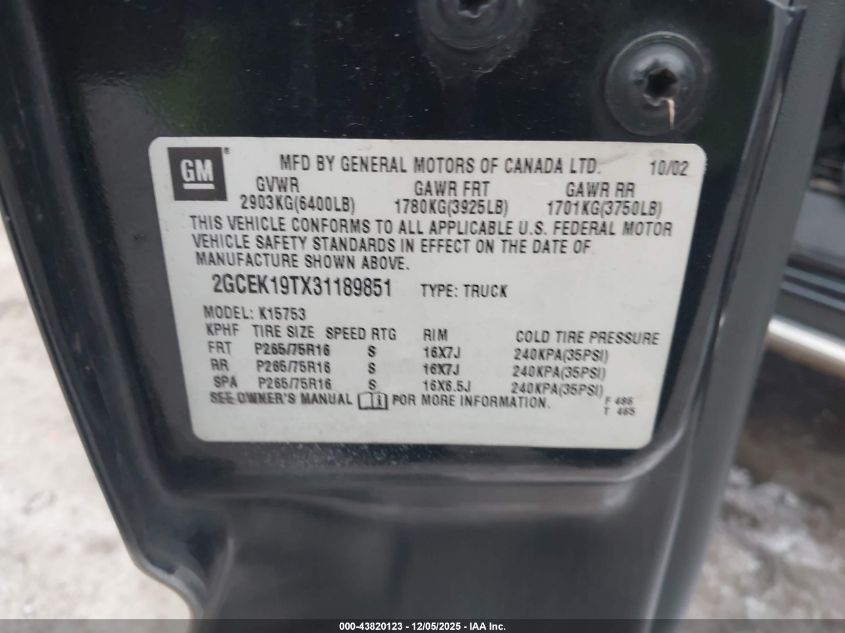 GM ® MFD BY GENERAL MOTORS OF CANADA LTD. 10/02
GVWR GAWR FRT GAWR RR
2903KG(6400LB) 1780KG(3925LB) 1701KG(3750LB)
THIS VEHICLE CONFORMS TO ALL APPLICABLE U.S. FEDERAL MOTOR
VEHICLE SAFETY STANDARDS IN EFFECT ON THE DATE OF
MANUFACTURE SHOWN ABOVE.
2GCEK19TX31189851 TYPE: TRUCK
MODEL: K15753
KPHF TIRE SIZE SPEED RTG RIM COLD TIRE PRESSURE
FRT P265/75R16 S 16X7J 240KPA(35PSI)
RR P265/75R16 S 16X7J 240KPA(35PSI)
SPA P265/75R16 S 16X6.5J 240KPA(35PSI)
SEE OWNER'S MANUAL FOR MORE INFORMATION.
F 486
T 465
000-43820123 - 12/05/2025 - IAA Inc.